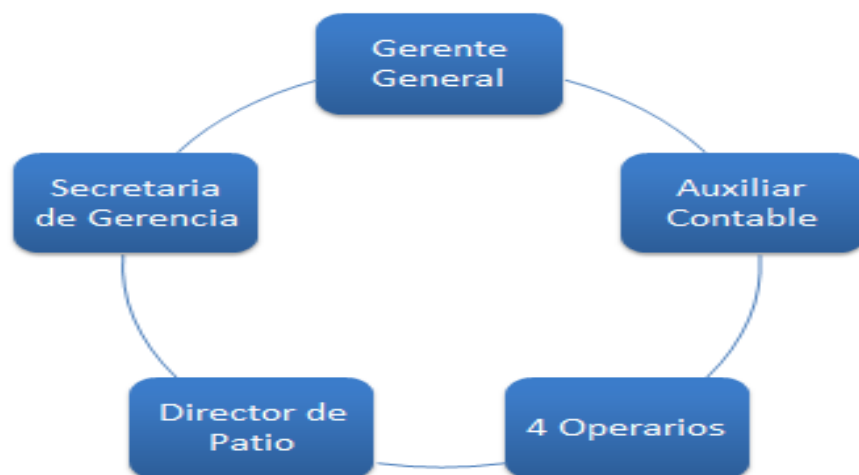 Gerente
General
Secretaria
de Gerencia
Auxiliar
Contable
Director de
Patio
4 Operarios